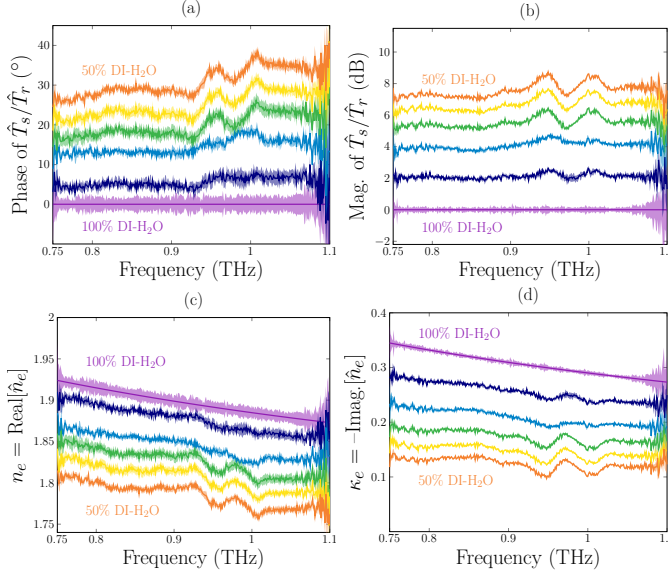 (a)
Phase of T̂s/T̂r (°)
40
30
20
10
0
50% DI-H₂O
100% DI-H₂O
0.75 0.8 0.9 1 1.1
Frequency (THz)
(b)
Mag. of T̂s/T̂r (dB)
10
8
6
4
2
0
−2
50% DI-H₂O
100% DI-H₂O
0.75 0.8 0.9 1 1.1
Frequency (THz)
(c)
nₑ = Real[n̂ₑ]
2
1.95
1.9
1.85
1.8
1.75
100% DI-H₂O
50% DI-H₂O
0.75 0.8 0.9 1 1.1
Frequency (THz)
(d)
κₑ = −Imag.[n̂ₑ]
0.4
0.3
0.2
0.1
100% DI-H₂O
50% DI-H₂O
0.75 0.8 0.9 1 1.1
Frequency (THz)